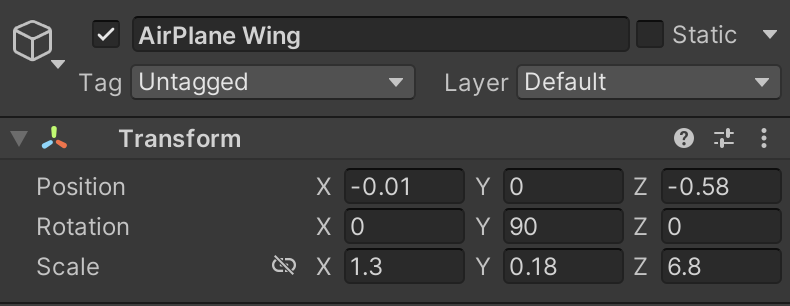 AirPlane Wing Static
Tag Untagged Layer Default
Transform
Position X -0.01 Y 0 Z -0.58
Rotation X 0 Y 90 Z 0
Scale X 1.3 Y 0.18 Z 6.8